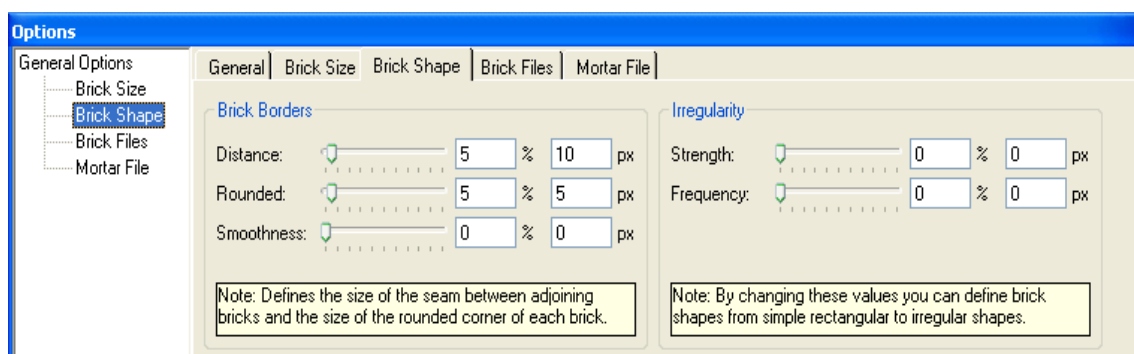 Options
General Options
Brick Size
Brick Shape
Brick Files
Mortar File
General Brick Size Brick Shape Brick Files Mortar File
Brick Borders
Distance: 5 % 10 px
Rounded: 5 % 5 px
Smoothness: 0 % 0 px
Note: Defines the size of the seam between adjoining
bricks and the size of the rounded corner of each brick.
Irregularity
Strength: 0 % 0 px
Frequency: 0 % 0 px
Note: By changing these values you can define brick
shapes from simple rectangular to irregular shapes.